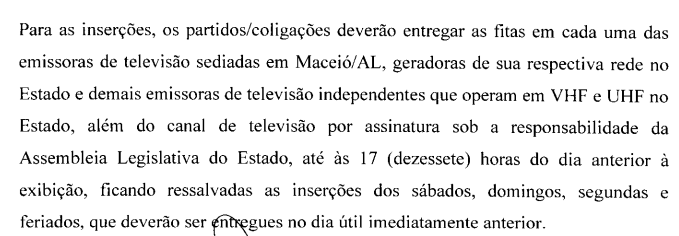 Para as inserções, os partidos/coligações deverão entregar as fitas em cada uma das
emissoras de televisão sediadas em Maceió/AL, geradoras de sua respectiva rede no
Estado e demais emissoras de televisão independentes que operam em VHF e UHF no
Estado, além do canal de televisão por assinatura sob a responsabilidade da
Assembleia Legislativa do Estado, até às 17 (dezessete) horas do dia anterior à
exibição, ficando ressalvadas as inserções dos sábados, domingos, segundas e
feriados, que deverão ser entregues no dia útil imediatamente anterior.